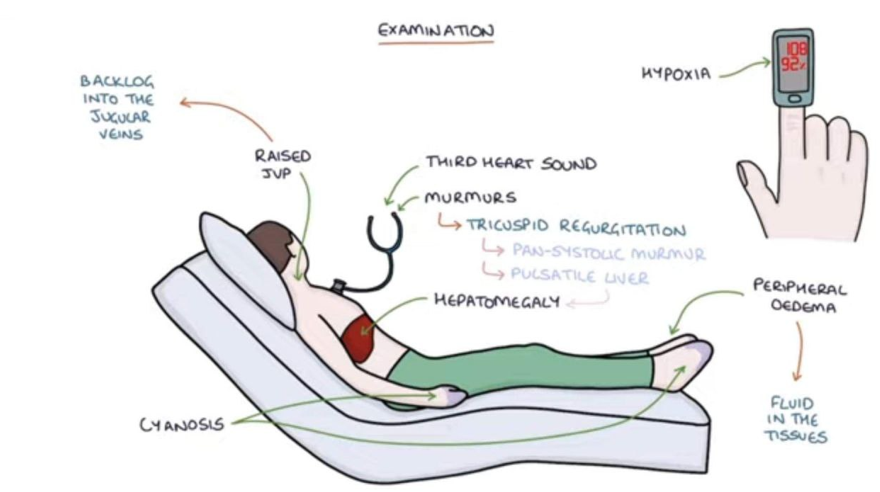 EXAMINATION
108
92%
HYPOXIA
BACKLOG
INTO THE
JUGULAR
VEINS
RAISED
JVP
THIRD HEART SOUND
MURMURS
TRICUSPID REGURGITATION
PAN-SYSTOLIC MURMUR
PULSATILE LIVER
HEPATOMEGALY
PERIPHERAL
OEDEMA
FLUID
IN THE
TISSUES
CYANOSIS